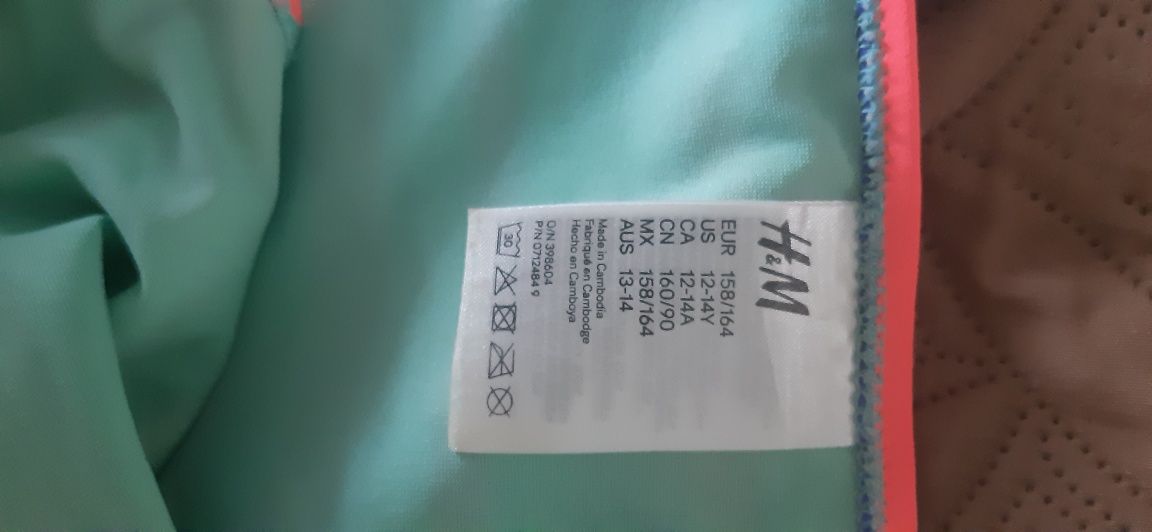 H&M
EUR 158/164
US 12-14Y
CA 12-14A
CN 160/90
MX 158/164
AUS 13-14
Made in Cambodia
Fabriqué en Cambodge
Hecho en Camboya
O/N 398604
P/N 0712484 9
30